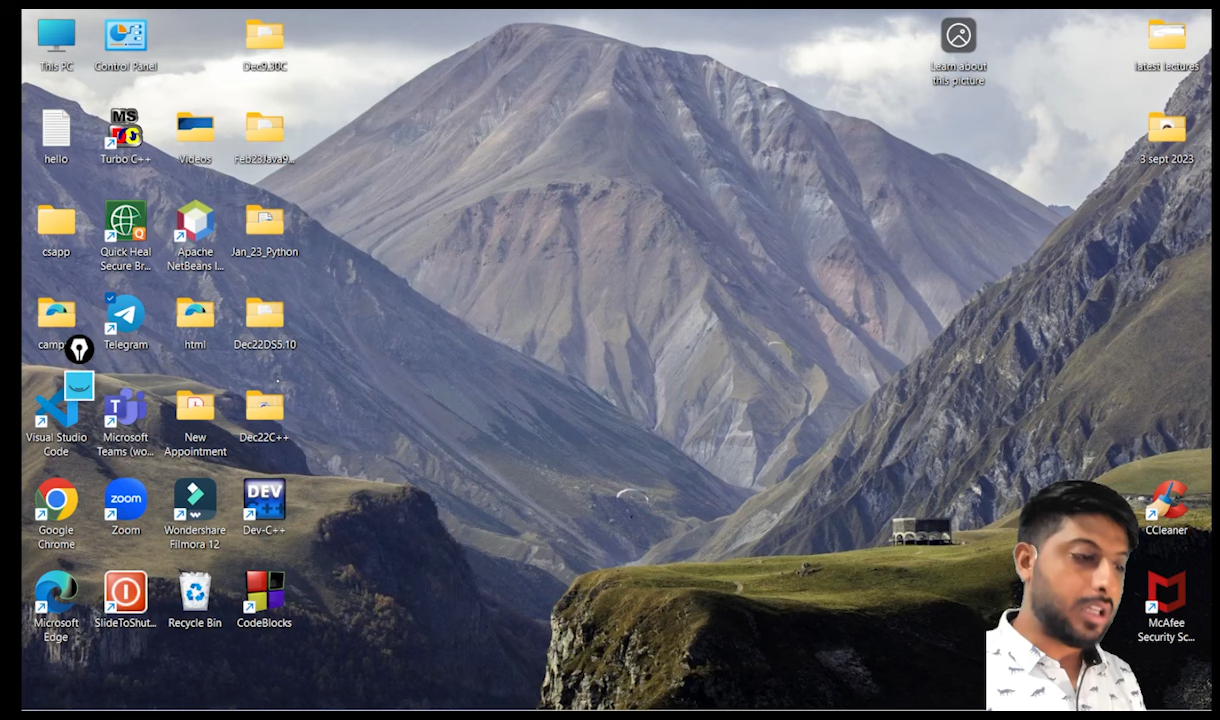 This PC
Control Panel
Dec9.30C
Learn about
this picture
latest lectures
hello
MS
Turbo C++
Videos
Feb23Java9...
3 sept 2023
csapp
Quick Heal
Secure Br...
Apache
NetBeans I...
Jan_23_Python
camp
Telegram
html
Dec22DS5.10
Visual Studio
Code
T
Microsoft
Teams (wo...
New
Appointment
Dec22C++
Google
Chrome
zoom
Zoom
Wondershare
Filmora 12
DEV
C++
Dev-C++
CCleaner
Microsoft
Edge
SlideToShut...
Recycle Bin
CodeBlocks
McAfee
Security Sc...